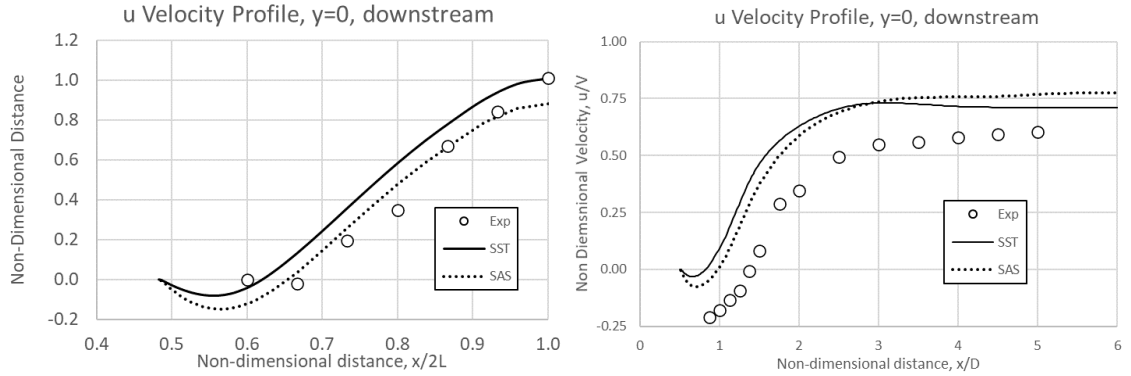 u Velocity Profile, y=0, downstream
Non-Dimensional Distance
1.2
1.0
0.8
0.6
0.4
0.2
0.0
-0.2
0.4 0.5 0.6 0.7 0.8 0.9 1.0
Non-dimensional distance, x/2L
Exp
SST
SAS
u Velocity Profile, y=0, downstream
Non Diemsnional Velocity, u/V
1.00
0.75
0.50
0.25
0.00
-0.25
0 1 2 3 4 5 6
Non-dimensional distance, x/D
Exp
SST
SAS